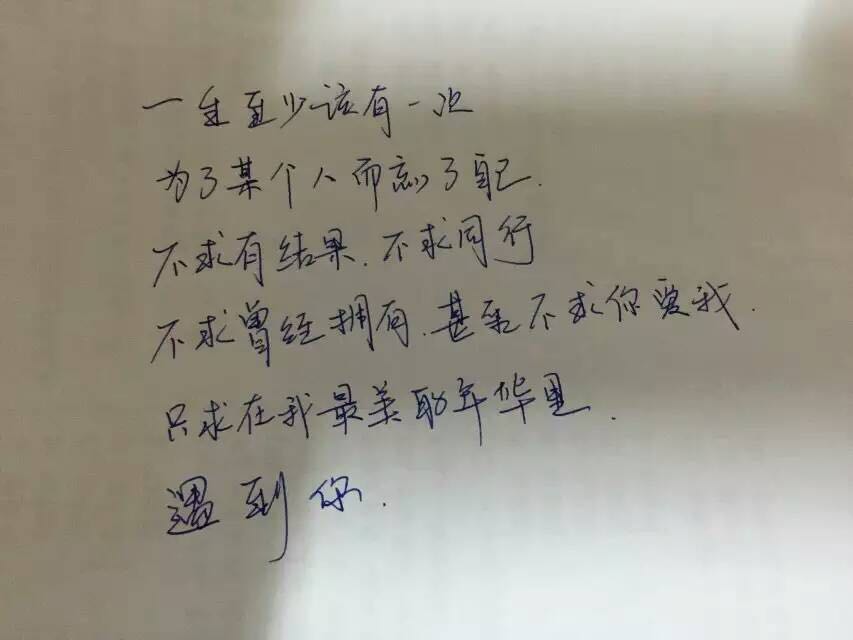 一生至少该有一次
为了某个人而忘了自己.
不求有结果.不求同行
不求曾经拥有.甚至不求你爱我.
只求在我最美的年华里.
遇到你.